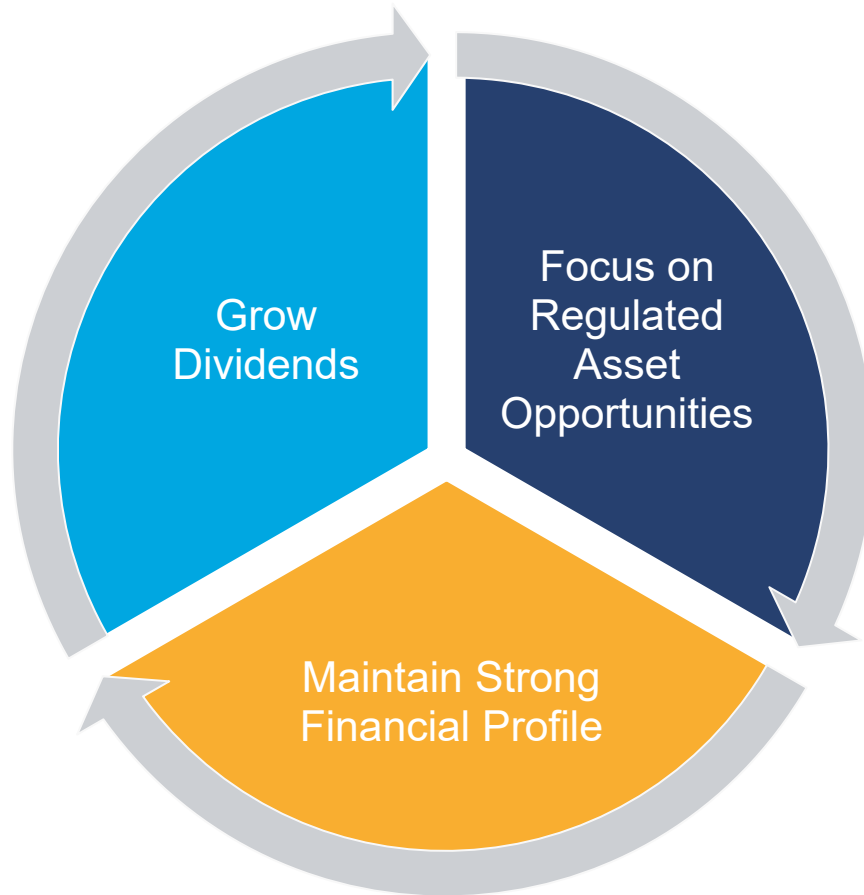 Grow
Dividends
Focus on
Regulated
Asset
Opportunities
Maintain Strong
Financial Profile